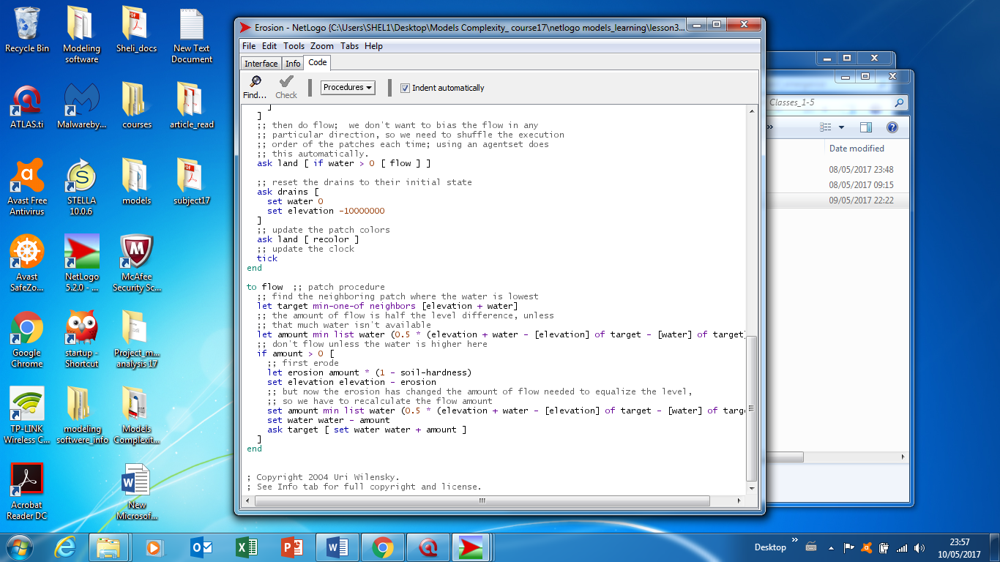 Recycle Bin
Modeling software
Sheli_docs
New Text Document
ATLAS.ti
Malwareby...
courses
article_read
Avast Free Antivirus
STELLA 10.0.6
models
subject17
Avast SafeZo...
NetLogo 5.2.0 - ...
McAfee Security Sc...
Google Chrome
startup - Shortcut
Project_m... analysis 17
TP-LINK Wireless C...
modeling softwere_info
Models Complexit...
Acrobat Reader DC
New Microsof...
Erosion - NetLogo {C:\Users\SHEL1\Desktop\Models Complexity_ course17\netlogo models_learning\lesson3...
File Edit Tools Zoom Tabs Help
Interface Info Code
Find... Check Procedures Indent automatically
]
]
;; then do flow;  we don't want to bias the flow in any
;; particular direction, so we need to shuffle the execution
;; order of the patches each time; using an agentset does
;; this automatically.
ask land [ if water > 0 [ flow ] ]
;; reset the drains to their initial state
ask drains [
set water 0
set elevation -10000000
]
;; update the patch colors
ask land [ recolor ]
;; update the clock
tick
end
to flow  ;; patch procedure
;; find the neighboring patch where the water is lowest
let target min-one-of neighbors [elevation + water]
;; the amount of flow is half the level difference, unless
;; that much water isn't available
let amount min list water (0.5 * (elevation + water - [elevation] of target - [water] of target
;; don't flow unless the water is higher here
if amount > 0 [
;; first erode
let erosion amount * (1 - soil-hardness)
set elevation elevation - erosion
;; but now the erosion has changed the amount of flow needed to equalize the level,
;; so we have to recalculate the flow amount
set amount min list water (0.5 * (elevation + water - [elevation] of target - [water] of targe
set water water - amount
ask target [ set water water + amount ]
]
end
; Copyright 2004 Uri Wilensky.
; See Info tab for full copyright and license.
Classes_1-5
Date modified
08/05/2017 23:48
08/05/2017 09:15
09/05/2017 22:22
Desktop
23:57
10/05/2017